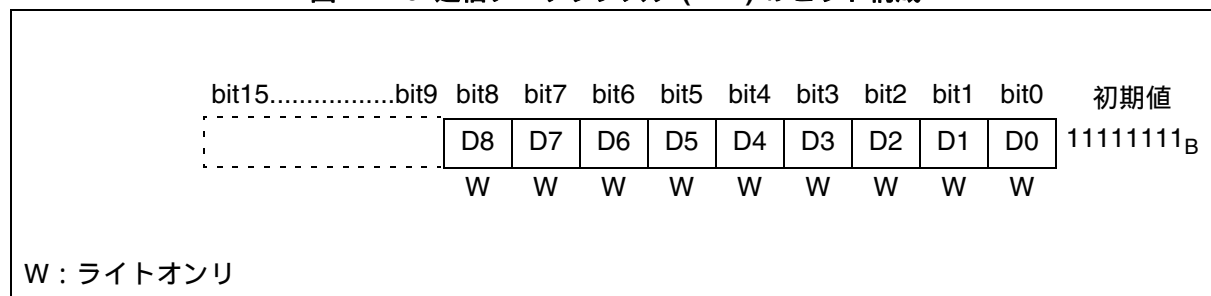 bit15.................bit9 bit8 bit7 bit6 bit5 bit4 bit3 bit2 bit1 bit0 初期値
D8 D7 D6 D5 D4 D3 D2 D1 D0 11111111B
W W W W W W W W W
W：ライトオンリ